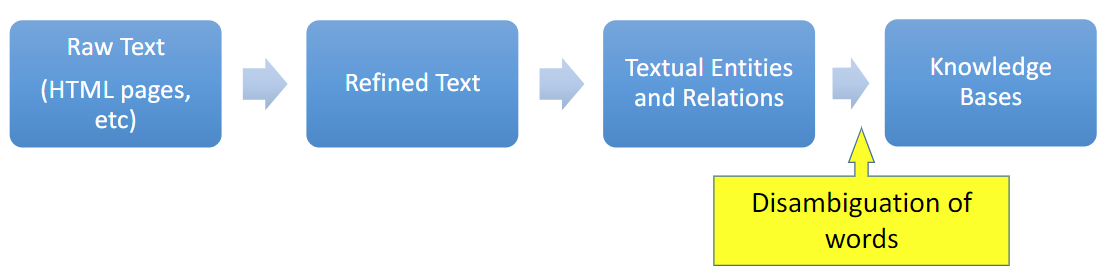 Raw Text
(HTML pages,
etc)
Refined Text
Textual Entities
and Relations
Knowledge
Bases
Disambiguation of
words